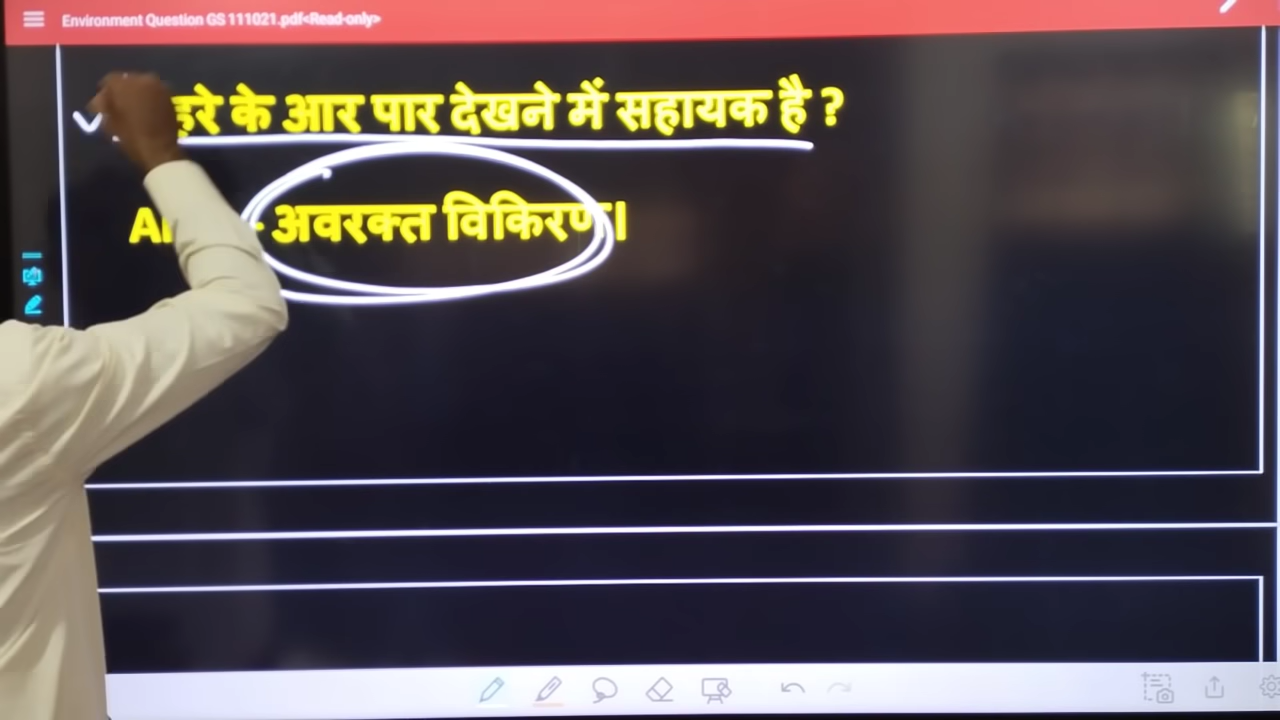 Environment Question GS 111021.pdf<Read-only>
के आर पार देखने में सहायक है ?
अवरक्त विकिरण।